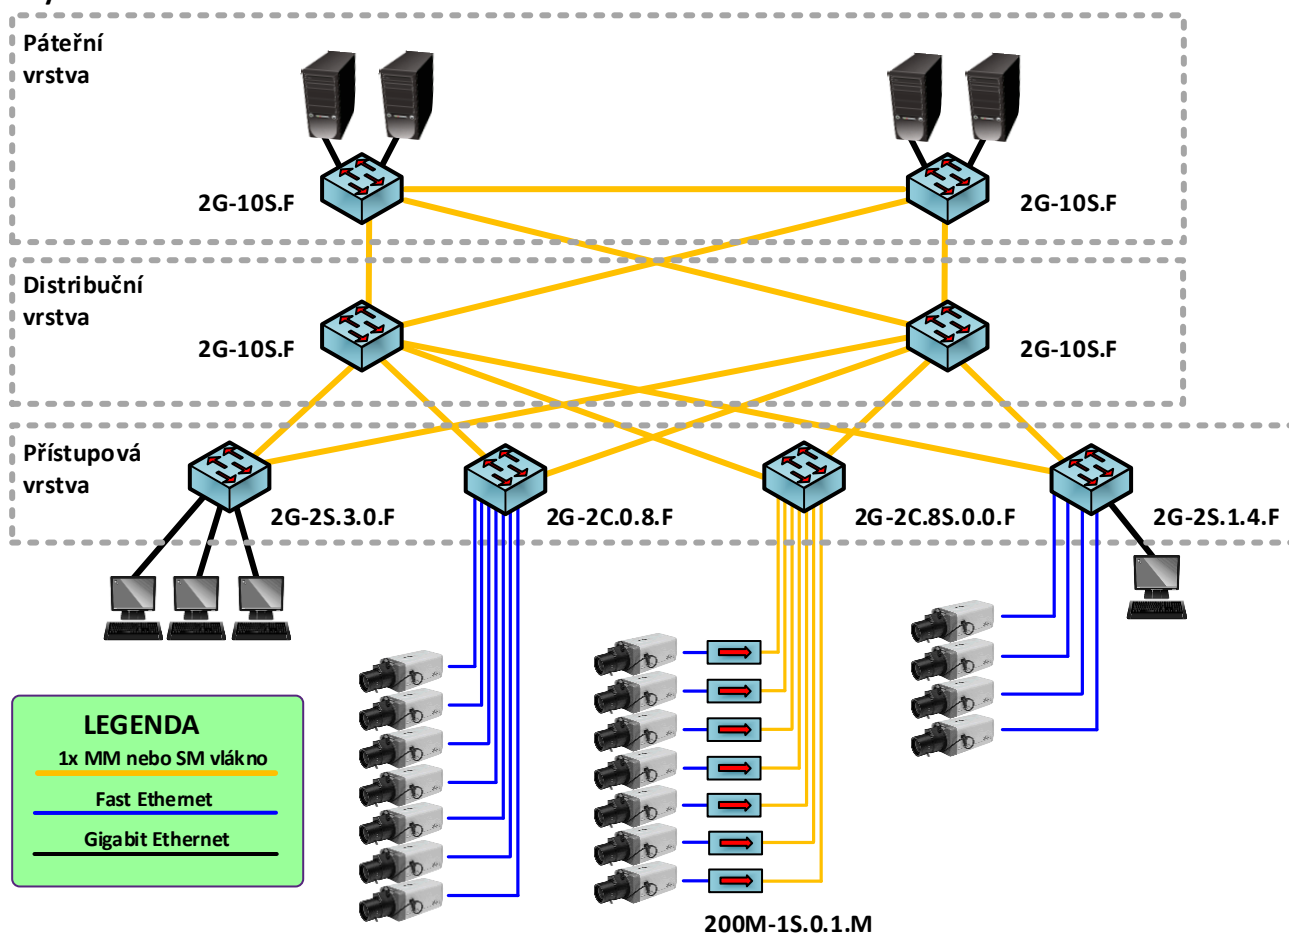 Páteřní
vrstva
2G-10S.F
2G-10S.F
Distribuční
vrstva
2G-10S.F
2G-10S.F
Přístupová
vrstva
2G-2S.3.0.F
2G-2C.0.8.F
2G-2C.8S.0.0.F
2G-2S.1.4.F
LEGENDA
1x MM nebo SM vlákno
Fast Ethernet
Gigabit Ethernet
200M-1S.0.1.M